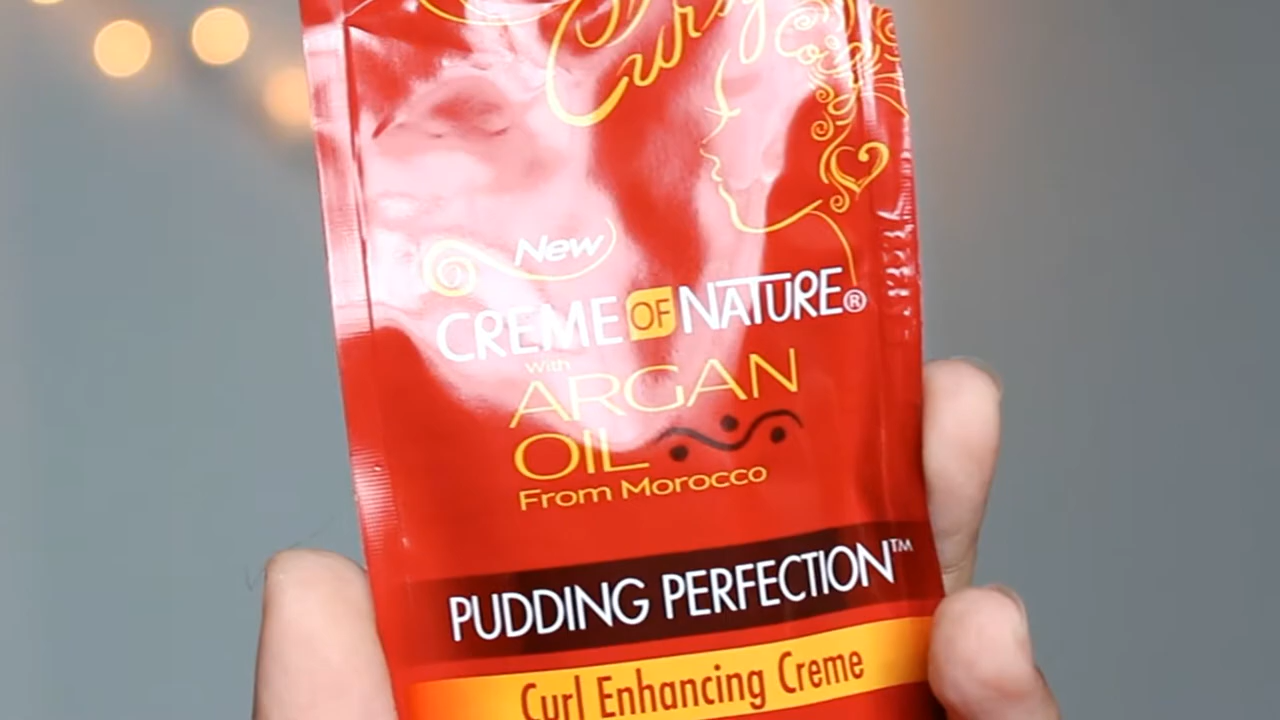 New
CREME OF NATURE®
With
ARGAN
OIL
From Morocco
PUDDING PERFECTION™
Curl Enhancing Creme